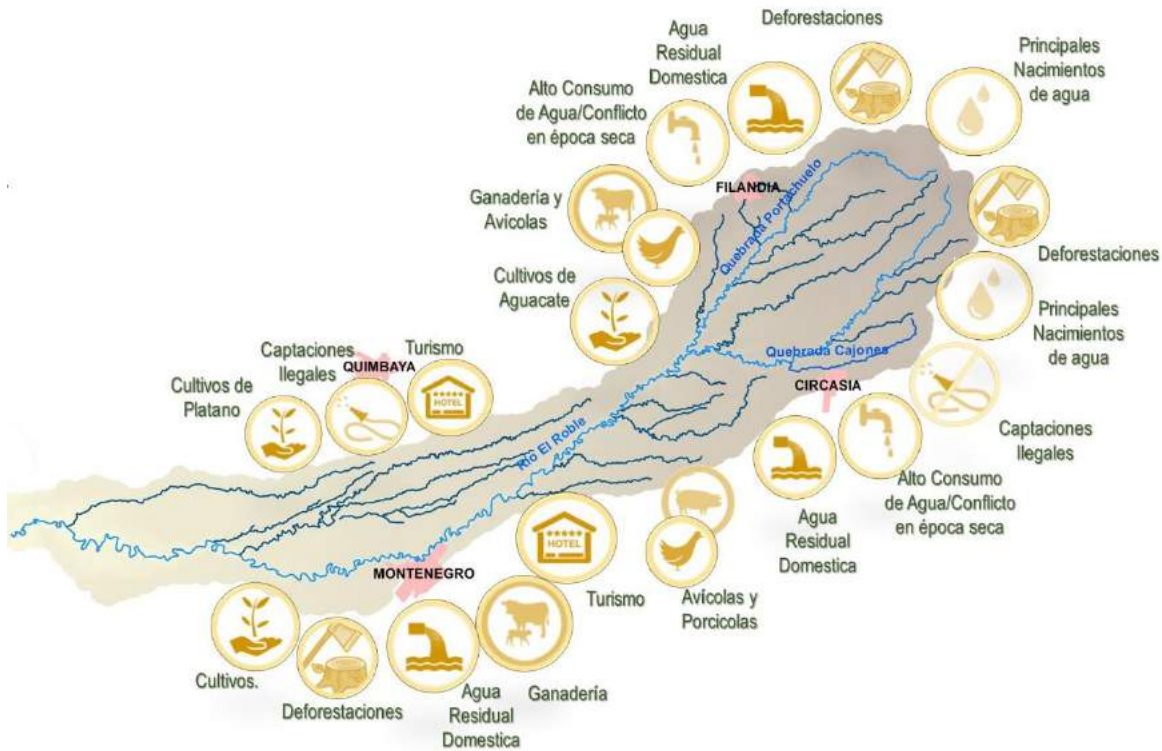 Deforestaciones
Agua
Residual
Domestica
Principales
Nacimientos
de agua
Alto Consumo
de Agua/Conflicto
en época seca
FILANDIA
Quebrada Portachuelo
Ganadería y
Avícolas
Deforestaciones
Cultivos de
Aguacate
Principales
Nacimientos
de agua
Quebrada Cajones
CIRCASIA
Captaciones
Ilegales
Turismo
QUIMBAYA
HOTEL
Cultivos de
Platano
Captaciones
Ilegales
Río El Roble
Alto Consumo
de Agua/Conflicto
en época seca
Agua
Residual
Domestica
HOTEL
MONTENEGRO
Turismo
Avícolas y
Porcicolas
Cultivos.
Deforestaciones
Agua
Residual
Domestica
Ganadería